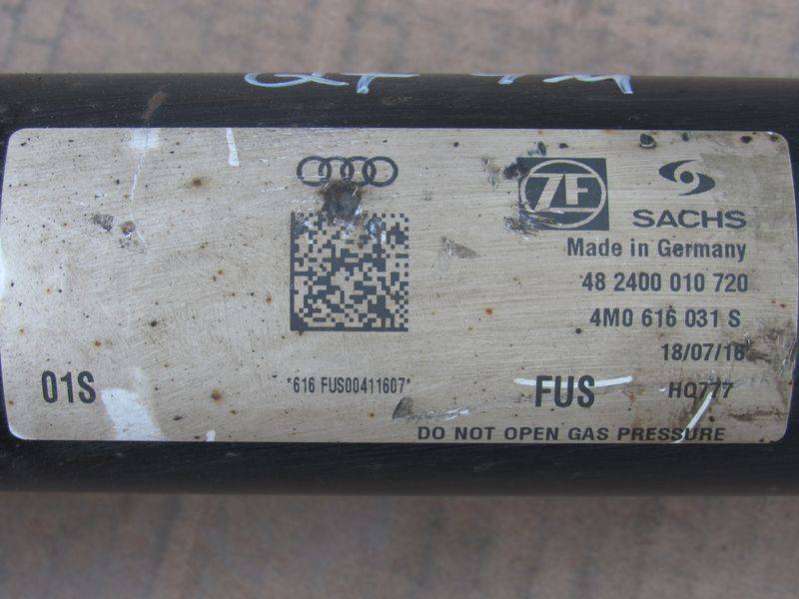 ZF
SACHS
Made in Germany
48 2400 010 720
4M0 616 031 S
18/07/18
01S
*616 FUS00411607*
FUS
HQ777
DO NOT OPEN GAS PRESSURE